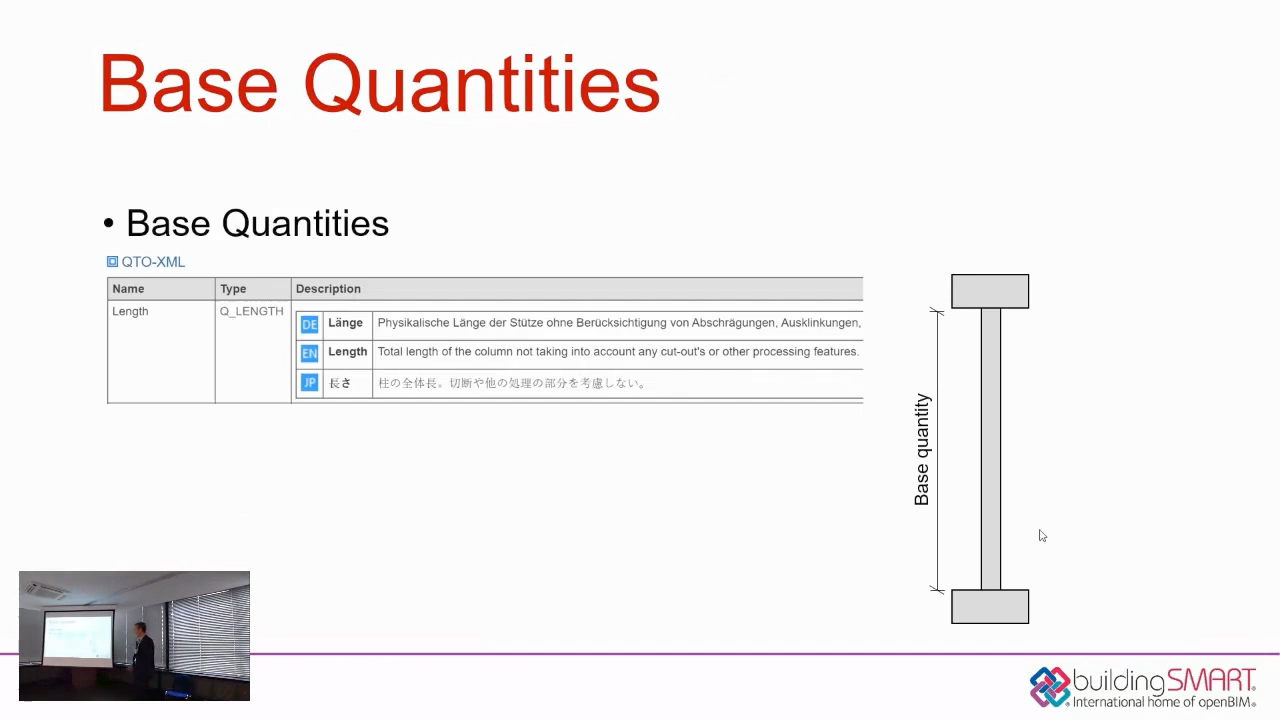 Base Quantities
• Base Quantities
QTO-XML
Name Type Description
Length Q_LENGTH
DE Länge Physikalische Länge der Stütze ohne Berücksichtigung von Abschrägungen, Ausklinkungen,
EN Length Total length of the column not taking into account any cut-out's or other processing features.
JP 長さ 柱の全体長。切断や他の処理の部分を考慮しない。
Base quantity
buildingSMART®
International home of openBIM®